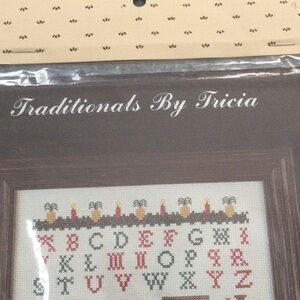 Traditionals By Tricia
A B C D E F G H I
J K L M N O P Q R
S T U V W X Y Z